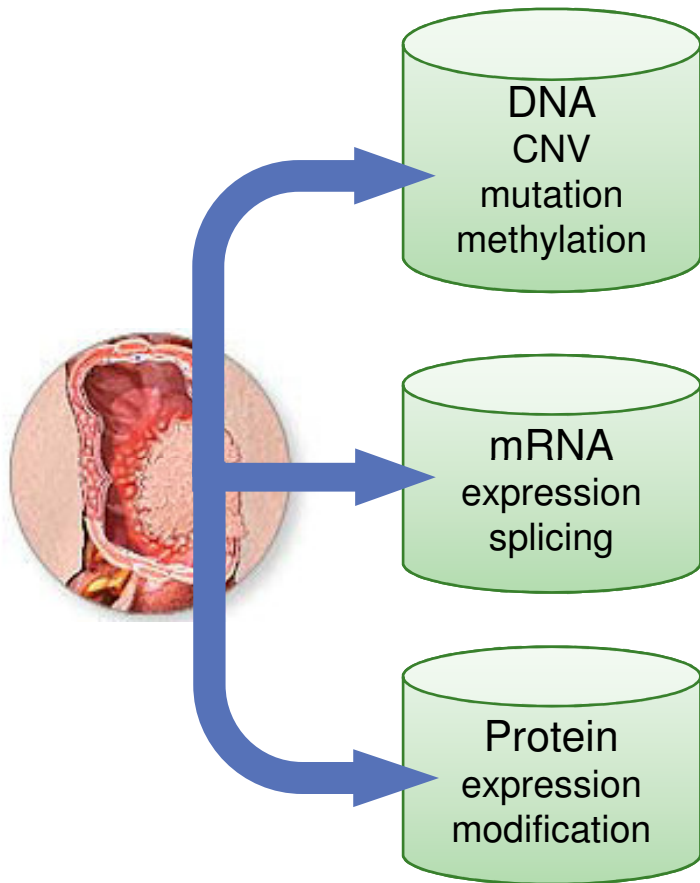 DNA
CNV
mutation
methylation
mRNA
expression
splicing
Protein
expression
modification